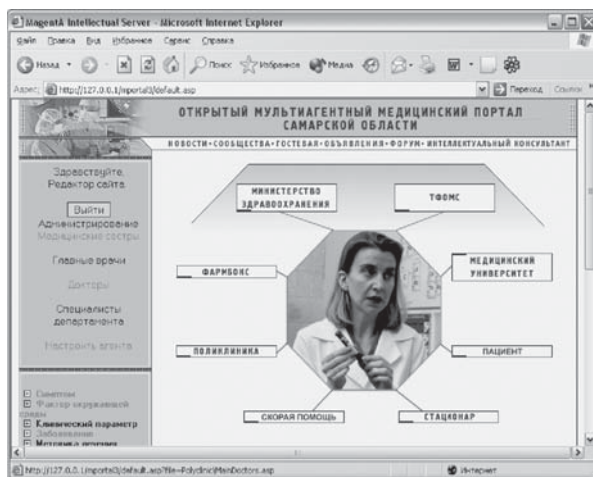 MagentA Intellectual Server - Microsoft Internet Explorer
Файл Правка Вид Избранное Сервис Справка
Назад Поиск Избранное Медиа
Адрес: http://127.0.0.1/mportal3/default.asp Переход Ссылки
ОТКРЫТЫЙ МУЛЬТИАГЕНТНЫЙ МЕДИЦИНСКИЙ ПОРТАЛ
САМАРСКОЙ ОБЛАСТИ
НОВОСТИ•СООБЩЕСТВА•ГОСТЕВАЯ•ОБЪЯВЛЕНИЯ•ФОРУМ•ИНТЕЛЛЕКТУАЛЬНЫЙ КОНСУЛЬТАНТ
Здравствуйте,
Редактор сайта.
Выйти
Администрирование
Медицинские сестры
Главные врачи
Доктора
Специалисты
департамента
Настроить агента
Симптом
Фактор окружающей
среды
Клинический параметр
Заболевание
Методика лечения
МИНИСТЕРСТВО
ЗДРАВООХРАНЕНИЯ
ТФОМС
ФАРМБОКС
МЕДИЦИНСКИЙ
УНИВЕРСИТЕТ
ПОЛИКЛИНИКА
ПАЦИЕНТ
СКОРАЯ ПОМОЩЬ
СТАЦИОНАР
http://127.0.0.1/mportal3/default.asp?file=Polyclinic/MainDoctors.asp Интернет